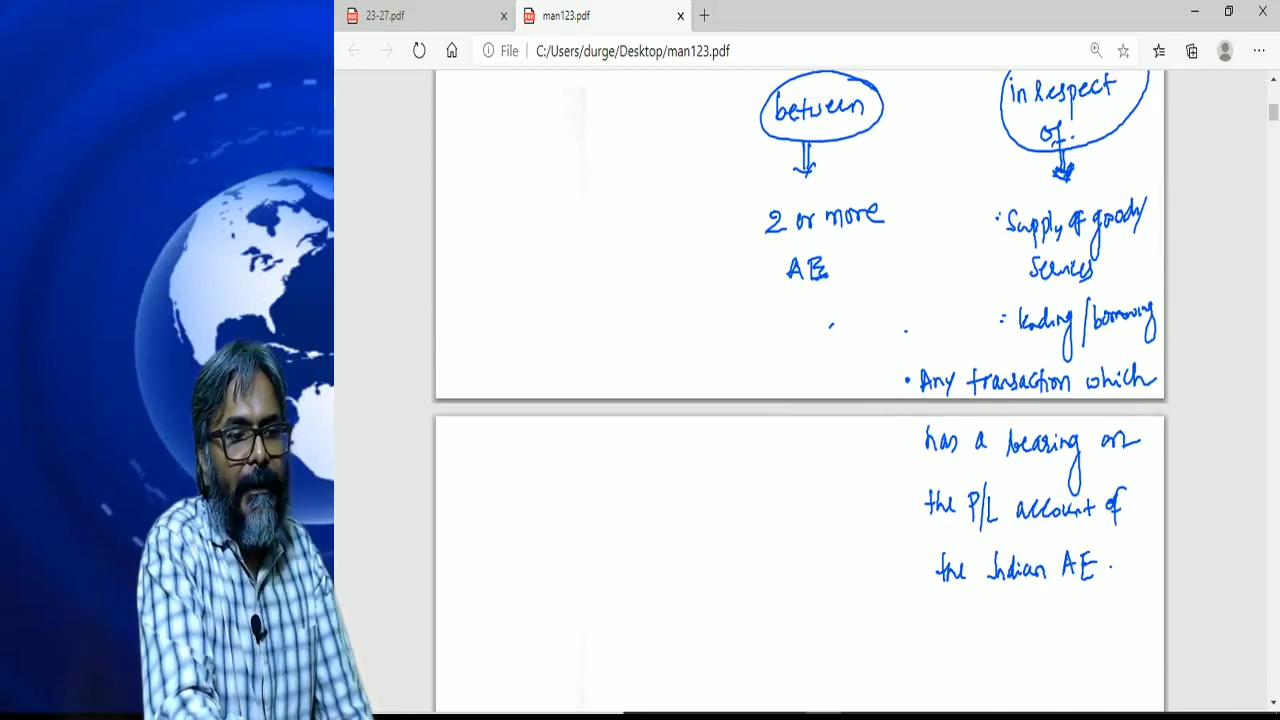 23-27.pdf
man123.pdf
File
C:/Users/durge/Desktop/man123.pdf
between
2 or more
AE
in respect
of.
Supply of goods/
Services
lending/borrowing
• Any transaction which
has a bearing on
the P/L account of
the Indian AE.